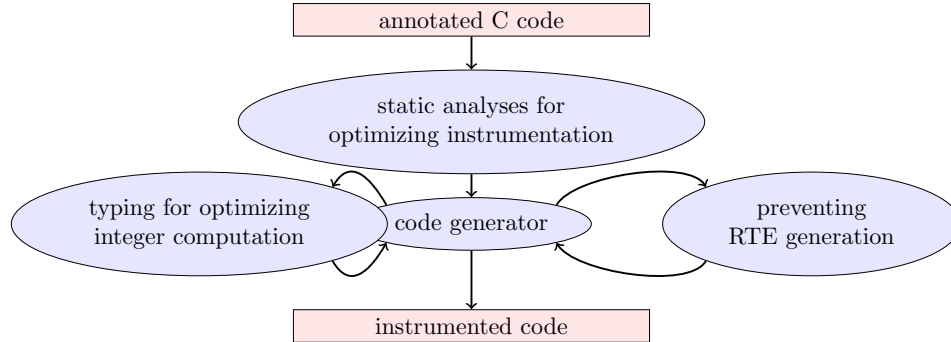 annotated C code
static analyses for
optimizing instrumentation
typing for optimizing
integer computation
code generator
preventing
RTE generation
instrumented code